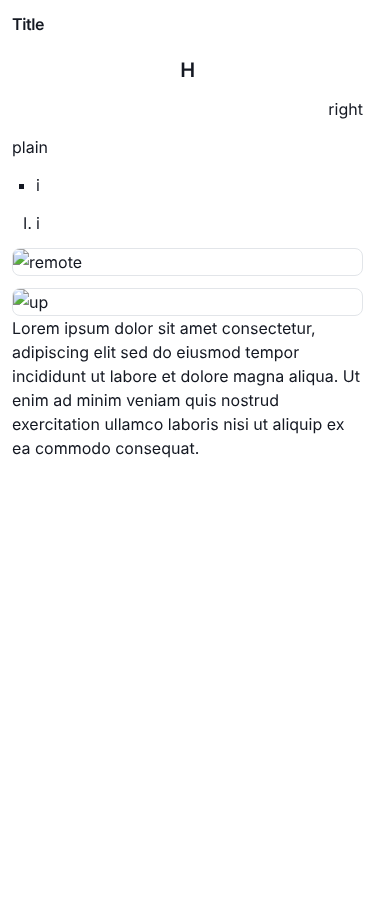 Title
H
right
plain
▪ i
I. i
remote
up
Lorem ipsum dolor sit amet consectetur,
adipiscing elit sed do eiusmod tempor
incididunt ut labore et dolore magna aliqua. Ut
enim ad minim veniam quis nostrud
exercitation ullamco laboris nisi ut aliquip ex
ea commodo consequat.